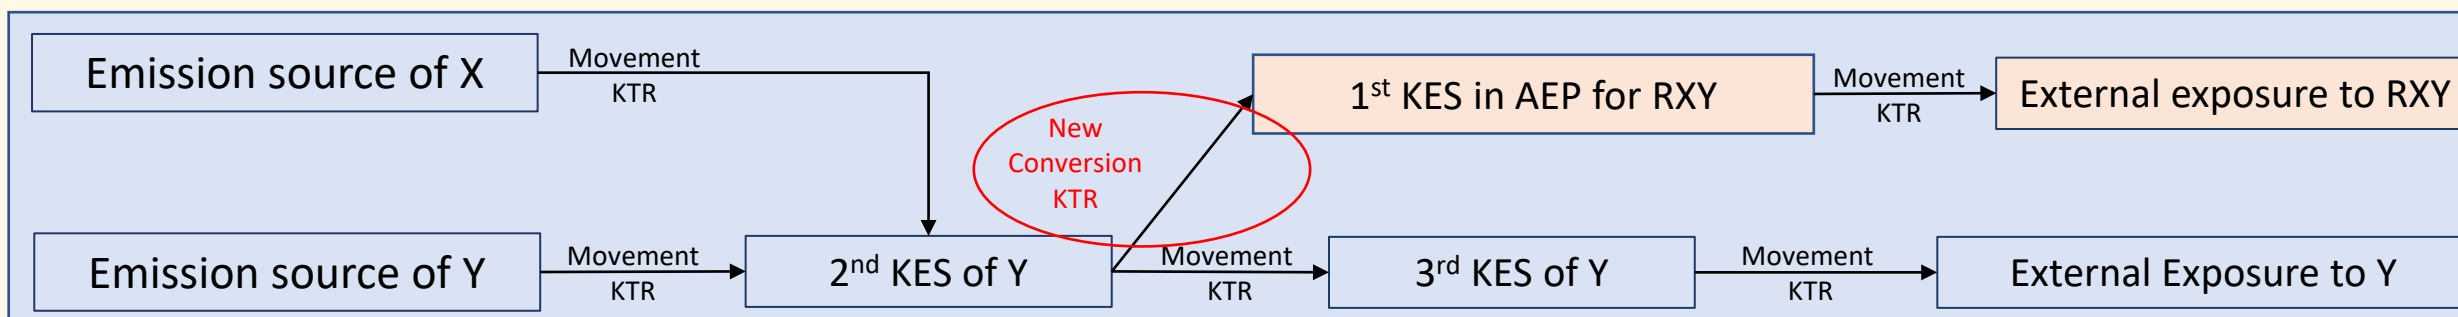 Emission source of X
Movement
KTR
1st KES in AEP for RXY
Movement
KTR
External exposure to RXY
New
Conversion
KTR
Emission source of Y
Movement
KTR
2nd KES of Y
Movement
KTR
3rd KES of Y
Movement
KTR
External Exposure to Y